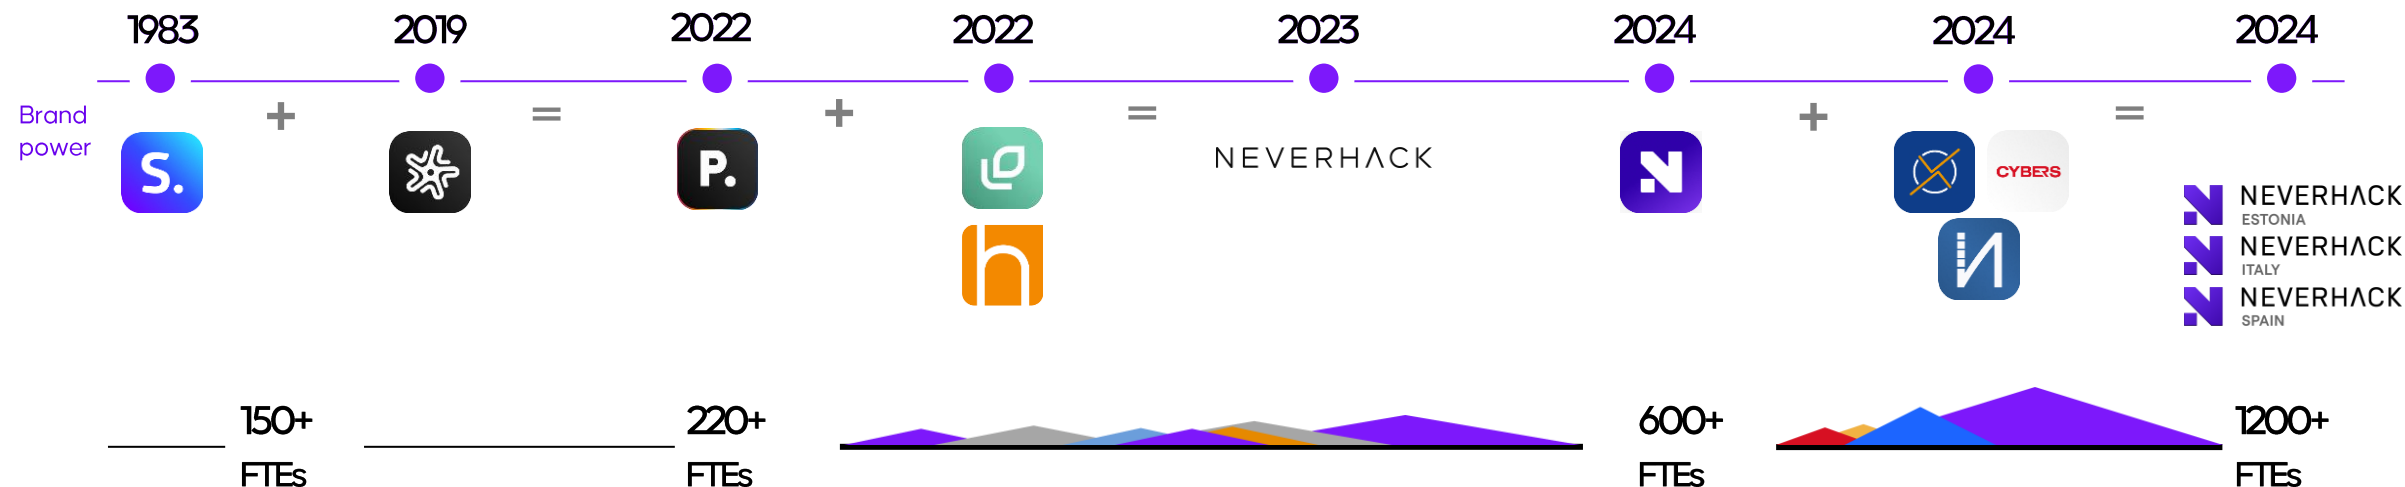 1983
2019
2022
2022
2023
2024
2024
2024
Brand
power
+
=
+
=
+
=
S.
P.
h
NEVERHACK
N
CYBERS
NEVERHACK
ESTONIA
NEVERHACK
ITALY
NEVERHACK
SPAIN
150+
FTEs
220+
FTEs
600+
FTEs
1200+
FTEs